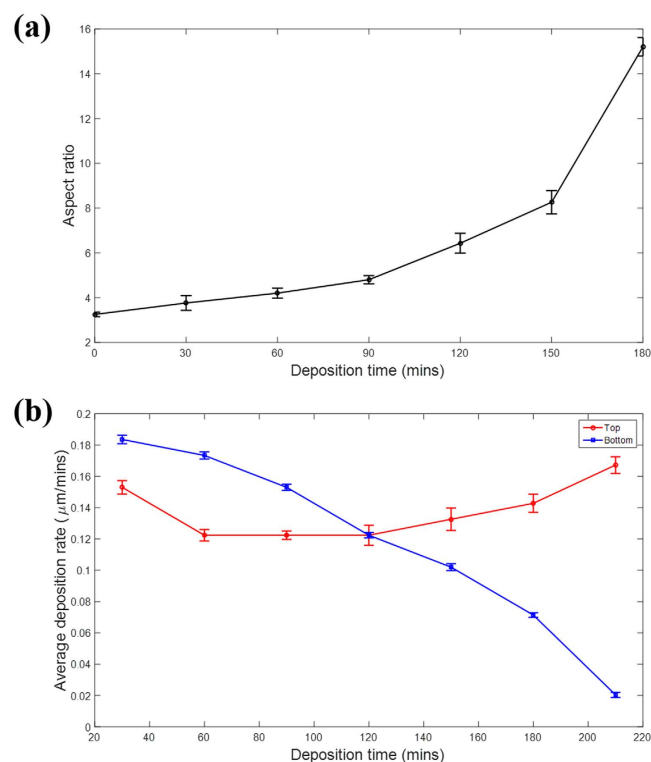 (a)
16
14
12
10
8
6
4
2
Aspect ratio
0 30 60 90 120 150 180
Deposition time (mins)
(b)
0.2
0.18
0.16
0.14
0.12
0.1
0.08
0.06
0.04
0.02
0
Average deposition rate ( μm/mins)
Top
Bottom
20 40 60 80 100 120 140 160 180 200 220
Deposition time (mins)